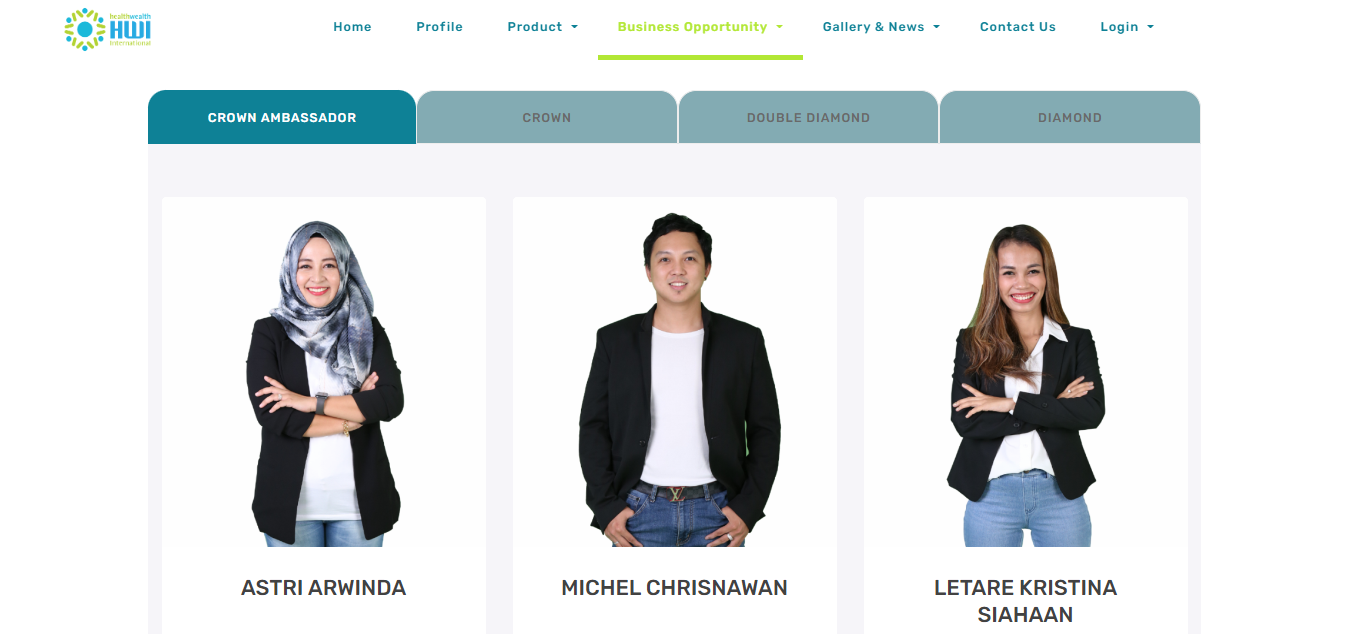 healthwealth
HWI
international
Home
Profile
Product
Business Opportunity
Gallery & News
Contact Us
Login
CROWN AMBASSADOR
CROWN
DOUBLE DIAMOND
DIAMOND
ASTRI ARWINDA
MICHEL CHRISNAWAN
LETARE KRISTINA
SIAHAAN